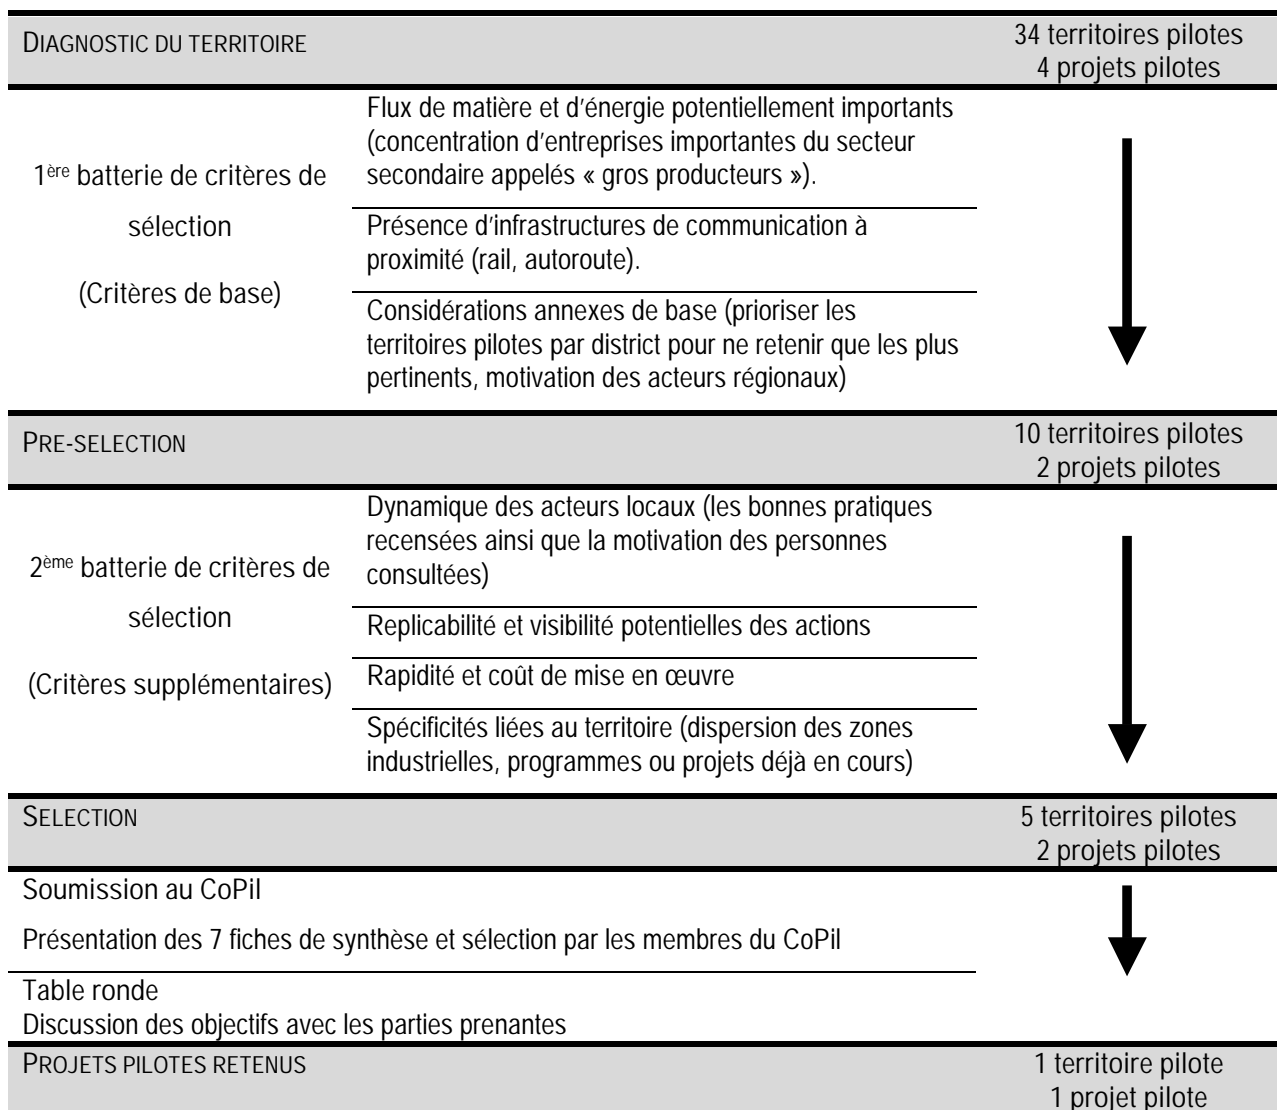 DIAGNOSTIC DU TERRITOIRE
34 territoires pilotes
4 projets pilotes
1ère batterie de critères de
sélection
(Critères de base)
Flux de matière et d'énergie potentiellement importants
(concentration d'entreprises importantes du secteur
secondaire appelés « gros producteurs »).
Présence d'infrastructures de communication à
proximité (rail, autoroute).
Considérations annexes de base (prioriser les
territoires pilotes par district pour ne retenir que les plus
pertinents, motivation des acteurs régionaux)
PRE-SELECTION
10 territoires pilotes
2 projets pilotes
2ème batterie de critères de
sélection
(Critères supplémentaires)
Dynamique des acteurs locaux (les bonnes pratiques
recensées ainsi que la motivation des personnes
consultées)
Replicabilité et visibilité potentielles des actions
Rapidité et coût de mise en œuvre
Spécificités liées au territoire (dispersion des zones
industrielles, programmes ou projets déjà en cours)
SELECTION
5 territoires pilotes
2 projets pilotes
Soumission au CoPil
Présentation des 7 fiches de synthèse et sélection par les membres du CoPil
Table ronde
Discussion des objectifs avec les parties prenantes
PROJETS PILOTES RETENUS
1 territoire pilote
1 projet pilote